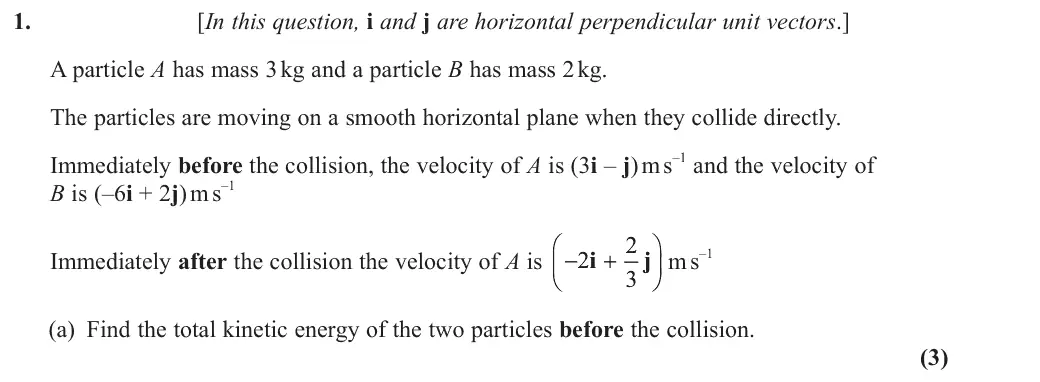 1. [In this question, i and j are horizontal perpendicular unit vectors.]
A particle A has mass 3 kg and a particle B has mass 2 kg.
The particles are moving on a smooth horizontal plane when they collide directly.
Immediately before the collision, the velocity of A is (3i – j) m s⁻¹ and the velocity of
B is (–6i + 2j) m s⁻¹
Immediately after the collision the velocity of A is (−2i + 2/3 j) m s⁻¹
(a) Find the total kinetic energy of the two particles before the collision.
(3)